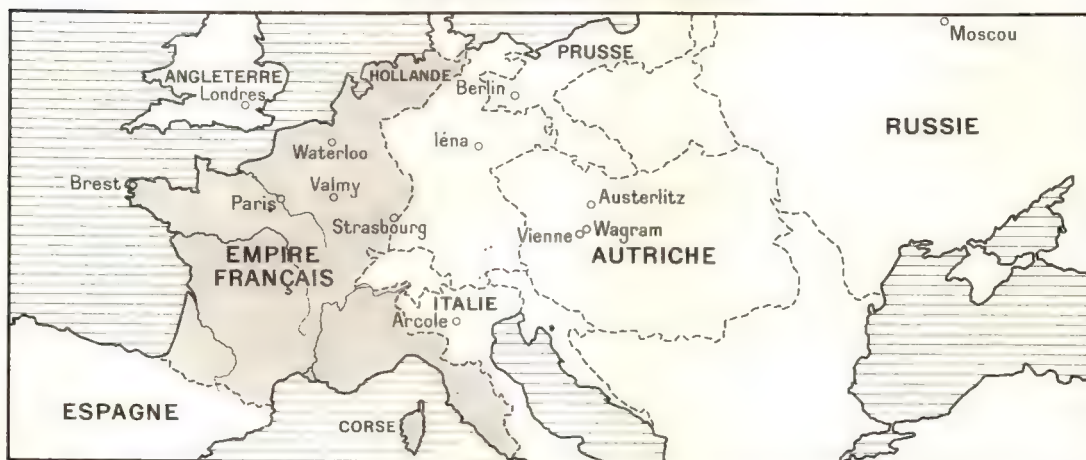 Moscou
PRUSSE
ANGLETERRE
HOLLANDE
Londres
Berlin
RUSSIE
Waterloo
Iéna
Brest
Valmy
Paris
Austerlitz
Strasbourg
Vienne
Wagram
EMPIRE
FRANÇAIS
AUTRICHE
ITALIE
Arcole
ESPAGNE
CORSE